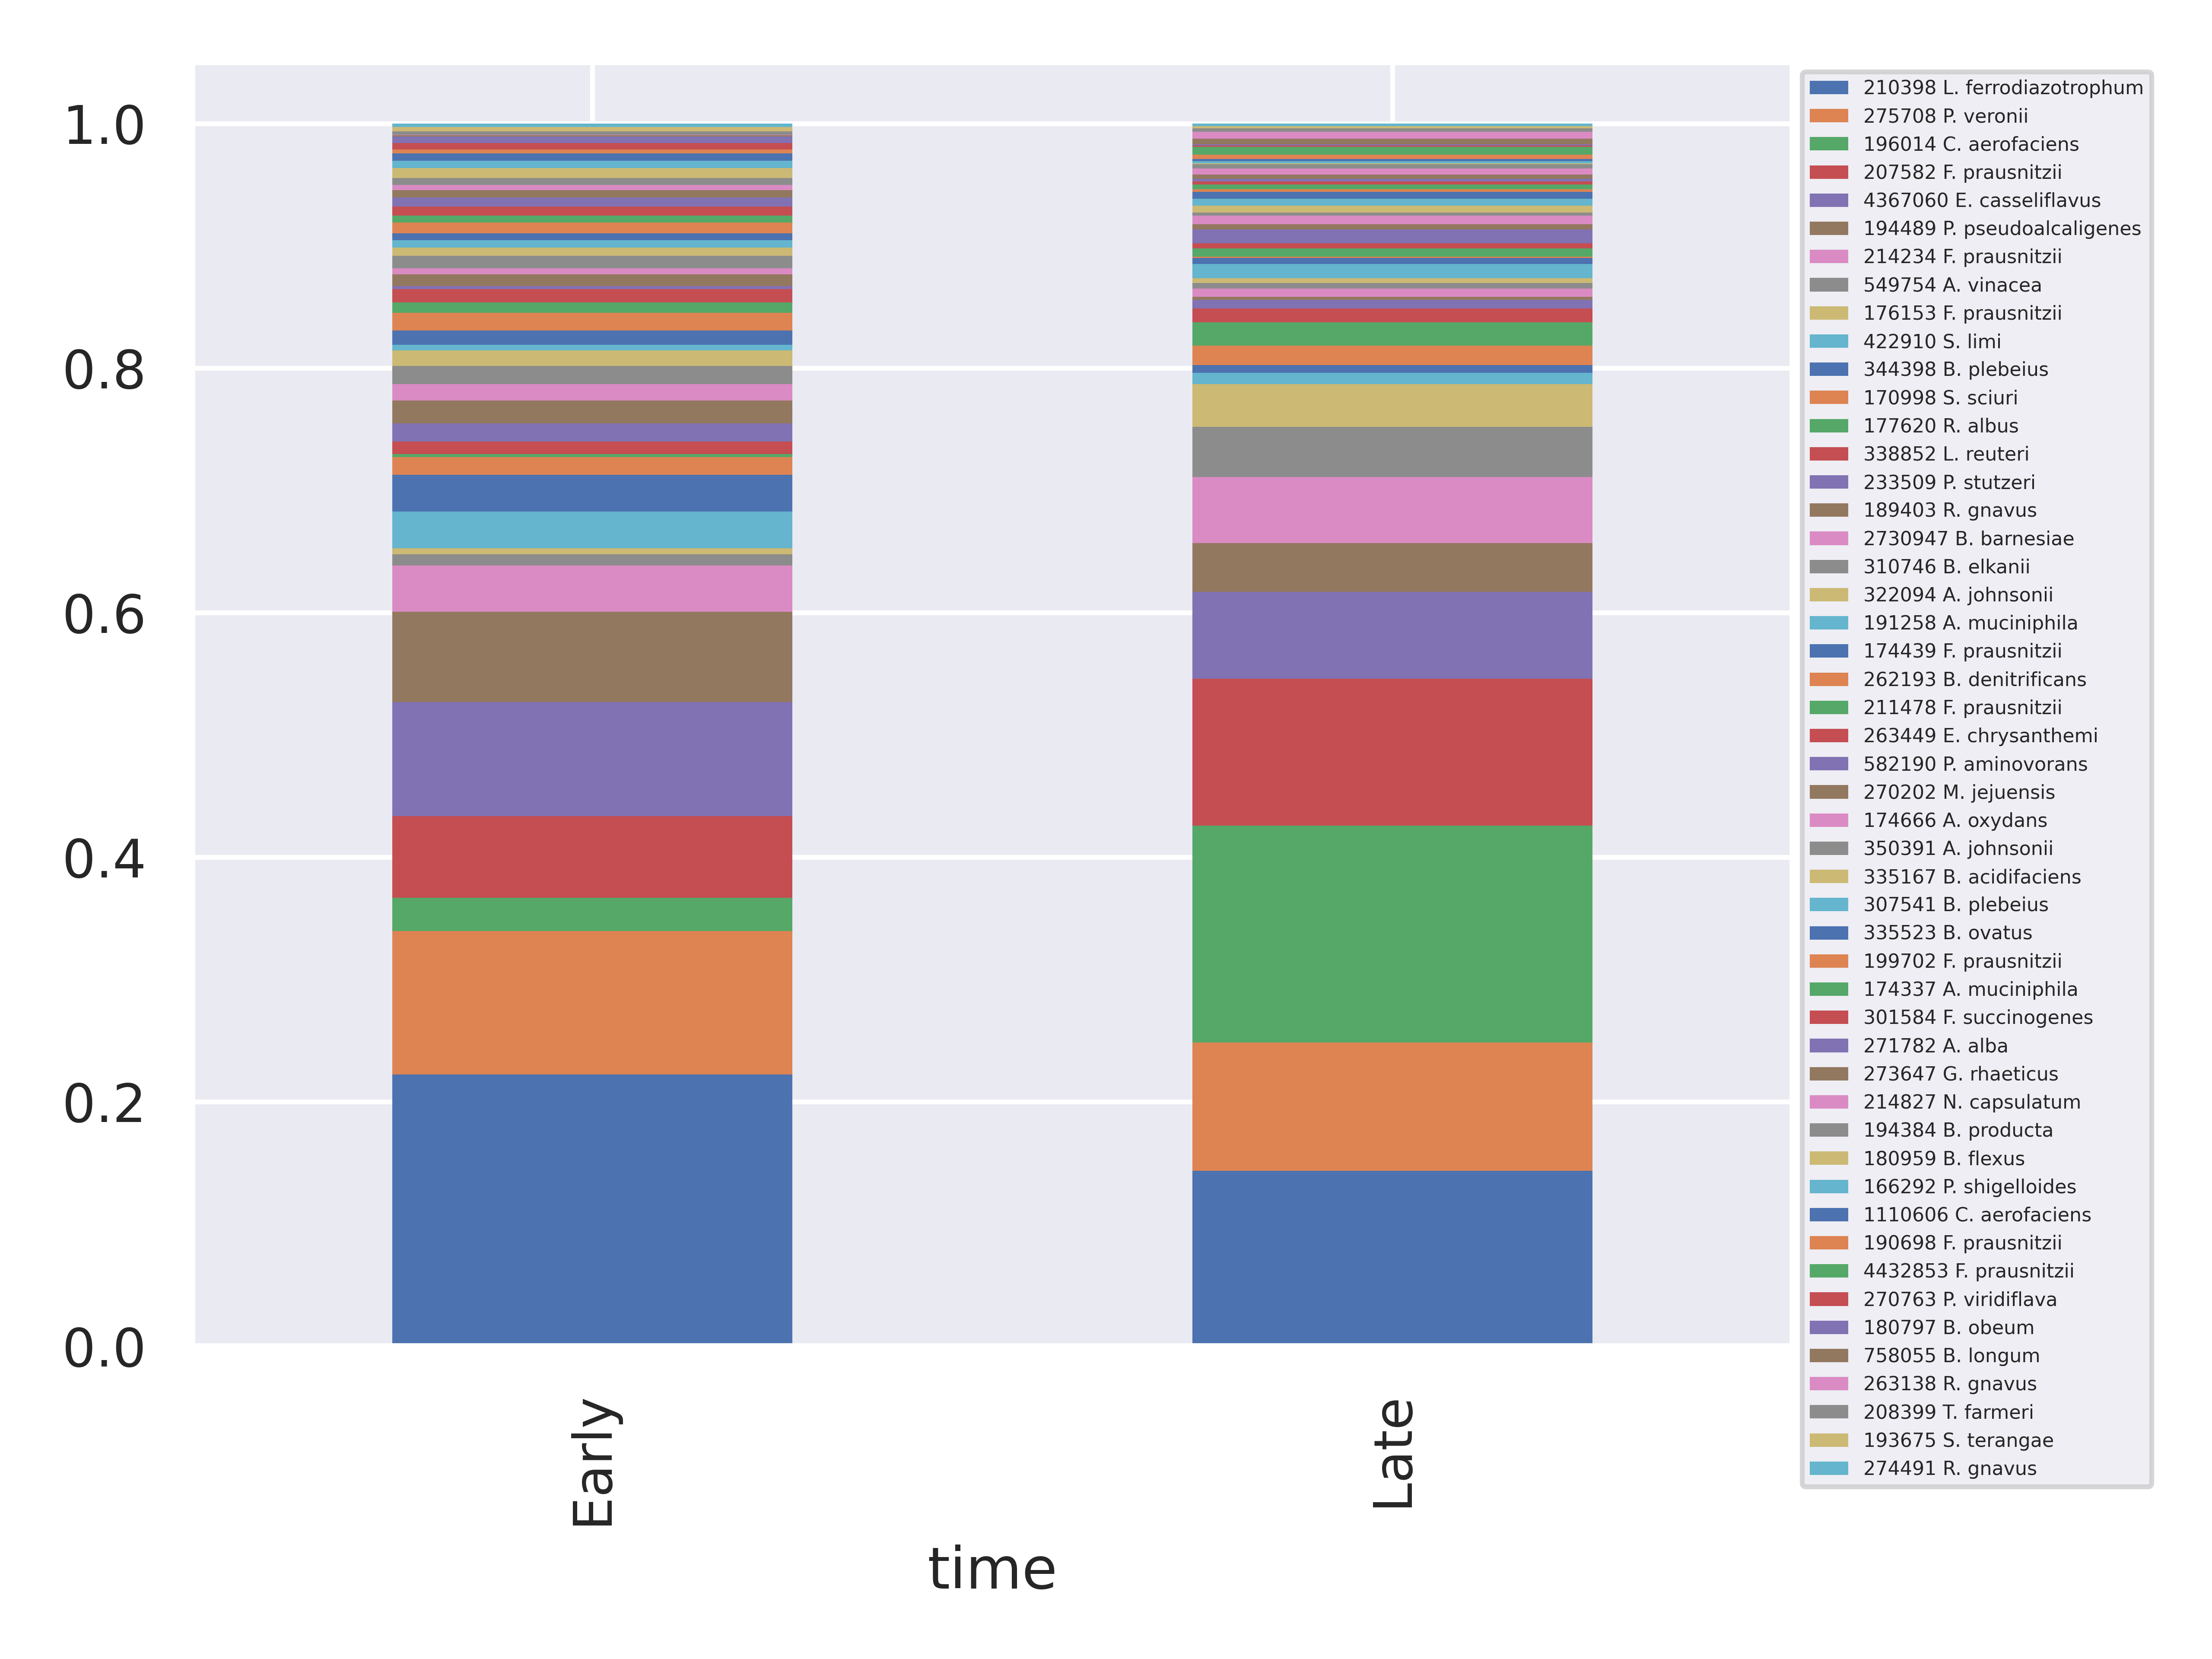 1.0
0.8
0.6
0.4
0.2
0.0
Early
Late
time
210398 L. ferrodiazotrophum
275708 P. veronii
196014 C. aerofaciens
207582 F. prausnitzii
4367060 E. casseliflavus
194489 P. pseudoalcaligenes
214234 F. prausnitzii
549754 A. vinacea
176153 F. prausnitzii
422910 S. limi
344398 B. plebeius
170998 S. sciuri
177620 R. albus
338852 L. reuteri
233509 P. stutzeri
189403 R. gnavus
2730947 B. barnesiae
310746 B. elkanii
322094 A. johnsonii
191258 A. muciniphila
174439 F. prausnitzii
262193 B. denitrificans
211478 F. prausnitzii
263449 E. chrysanthemi
582190 P. aminovorans
270202 M. jejuensis
174666 A. oxydans
350391 A. johnsonii
335167 B. acidifaciens
307541 B. plebeius
335523 B. ovatus
199702 F. prausnitzii
174337 A. muciniphila
301584 F. succinogenes
271782 A. alba
273647 G. rhaeticus
214827 N. capsulatum
194384 B. producta
180959 B. flexus
166292 P. shigelloides
1110606 C. aerofaciens
190698 F. prausnitzii
4432853 F. prausnitzii
270763 P. viridiflava
180797 B. obeum
758055 B. longum
263138 R. gnavus
208399 T. farmeri
193675 S. terangae
274491 R. gnavus